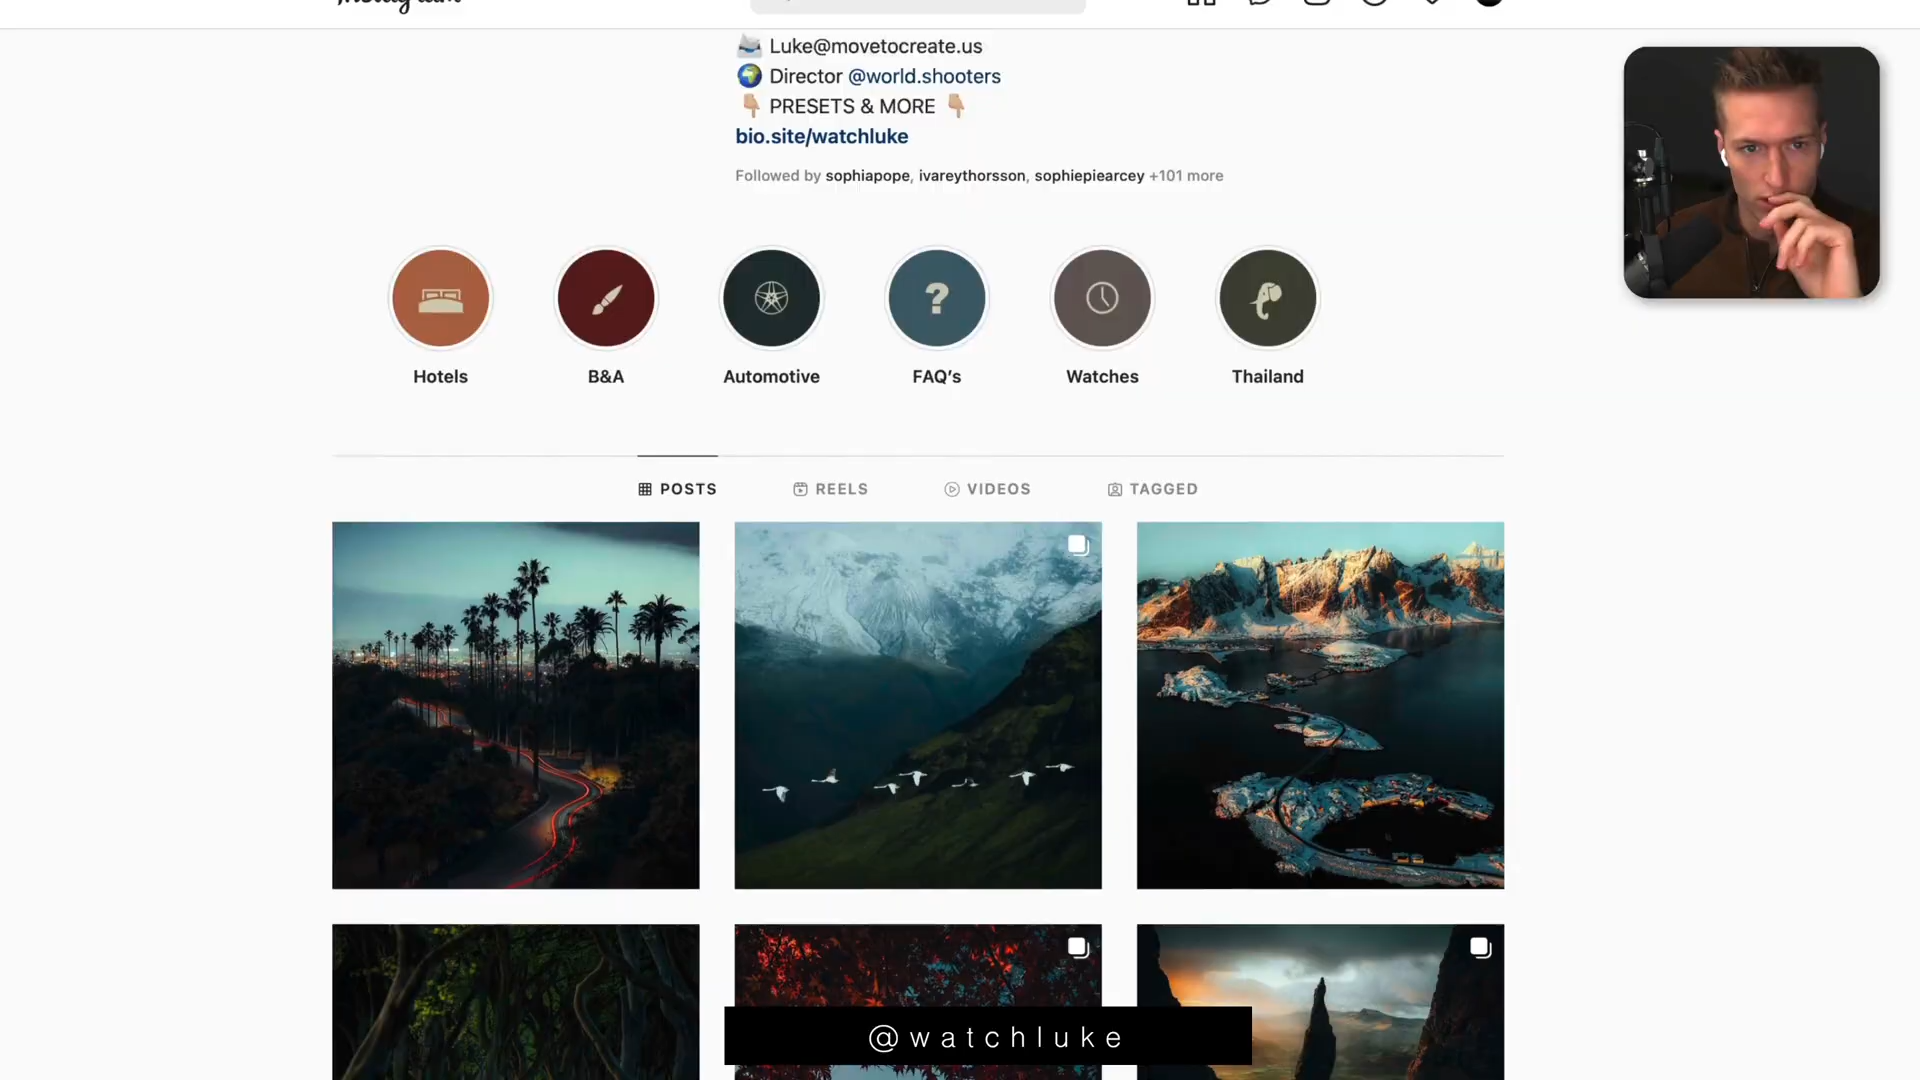 Instagram
Luke@movetocreate.us
Director @world.shooters
PRESETS & MORE
bio.site/watchluke
Followed by sophiapope, ivareythorsson, sophiepiearcey +101 more
Hotels
B&A
Automotive
FAQ’s
Watches
Thailand
POSTS
REELS
VIDEOS
TAGGED
@watchluke